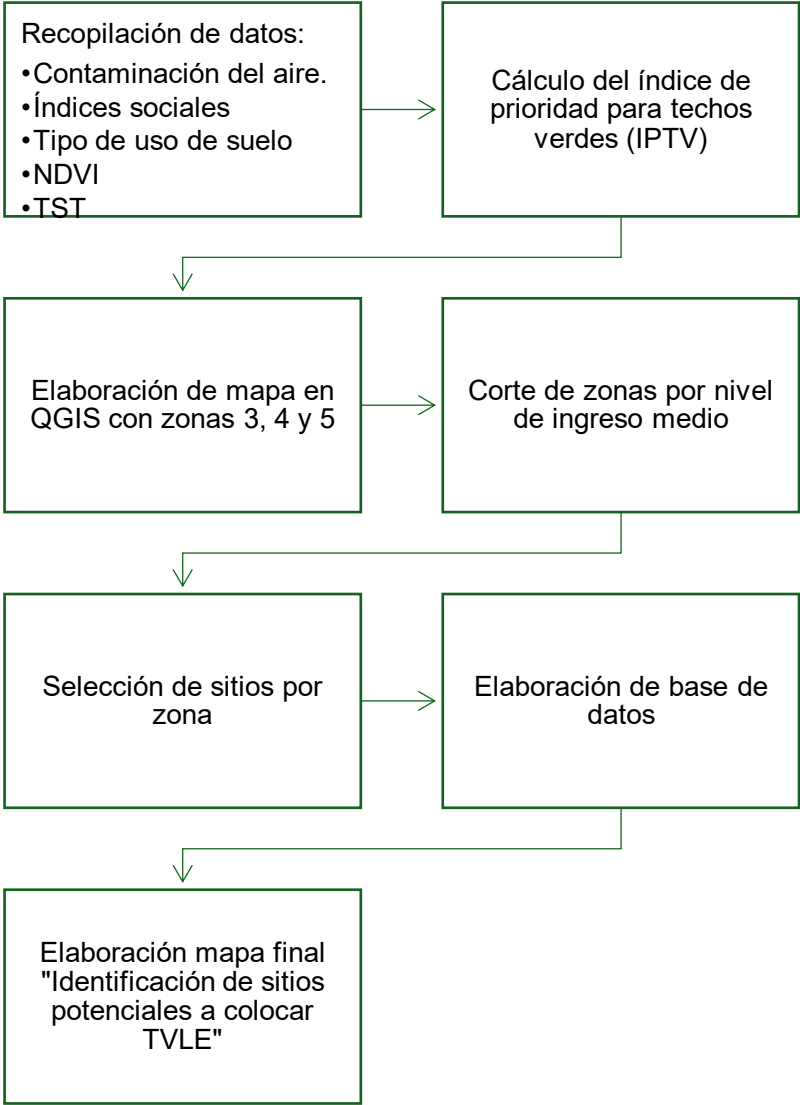 Recopilación de datos:
•Contaminación del aire.
•Índices sociales
•Tipo de uso de suelo
•NDVI
•TST
Cálculo del índice de
prioridad para techos
verdes (IPTV)
Elaboración de mapa en
QGIS con zonas 3, 4 y 5
Corte de zonas por nivel
de ingreso medio
Selección de sitios por
zona
Elaboración de base de
datos
Elaboración mapa final
"Identificación de sitios
potenciales a colocar
TVLE"